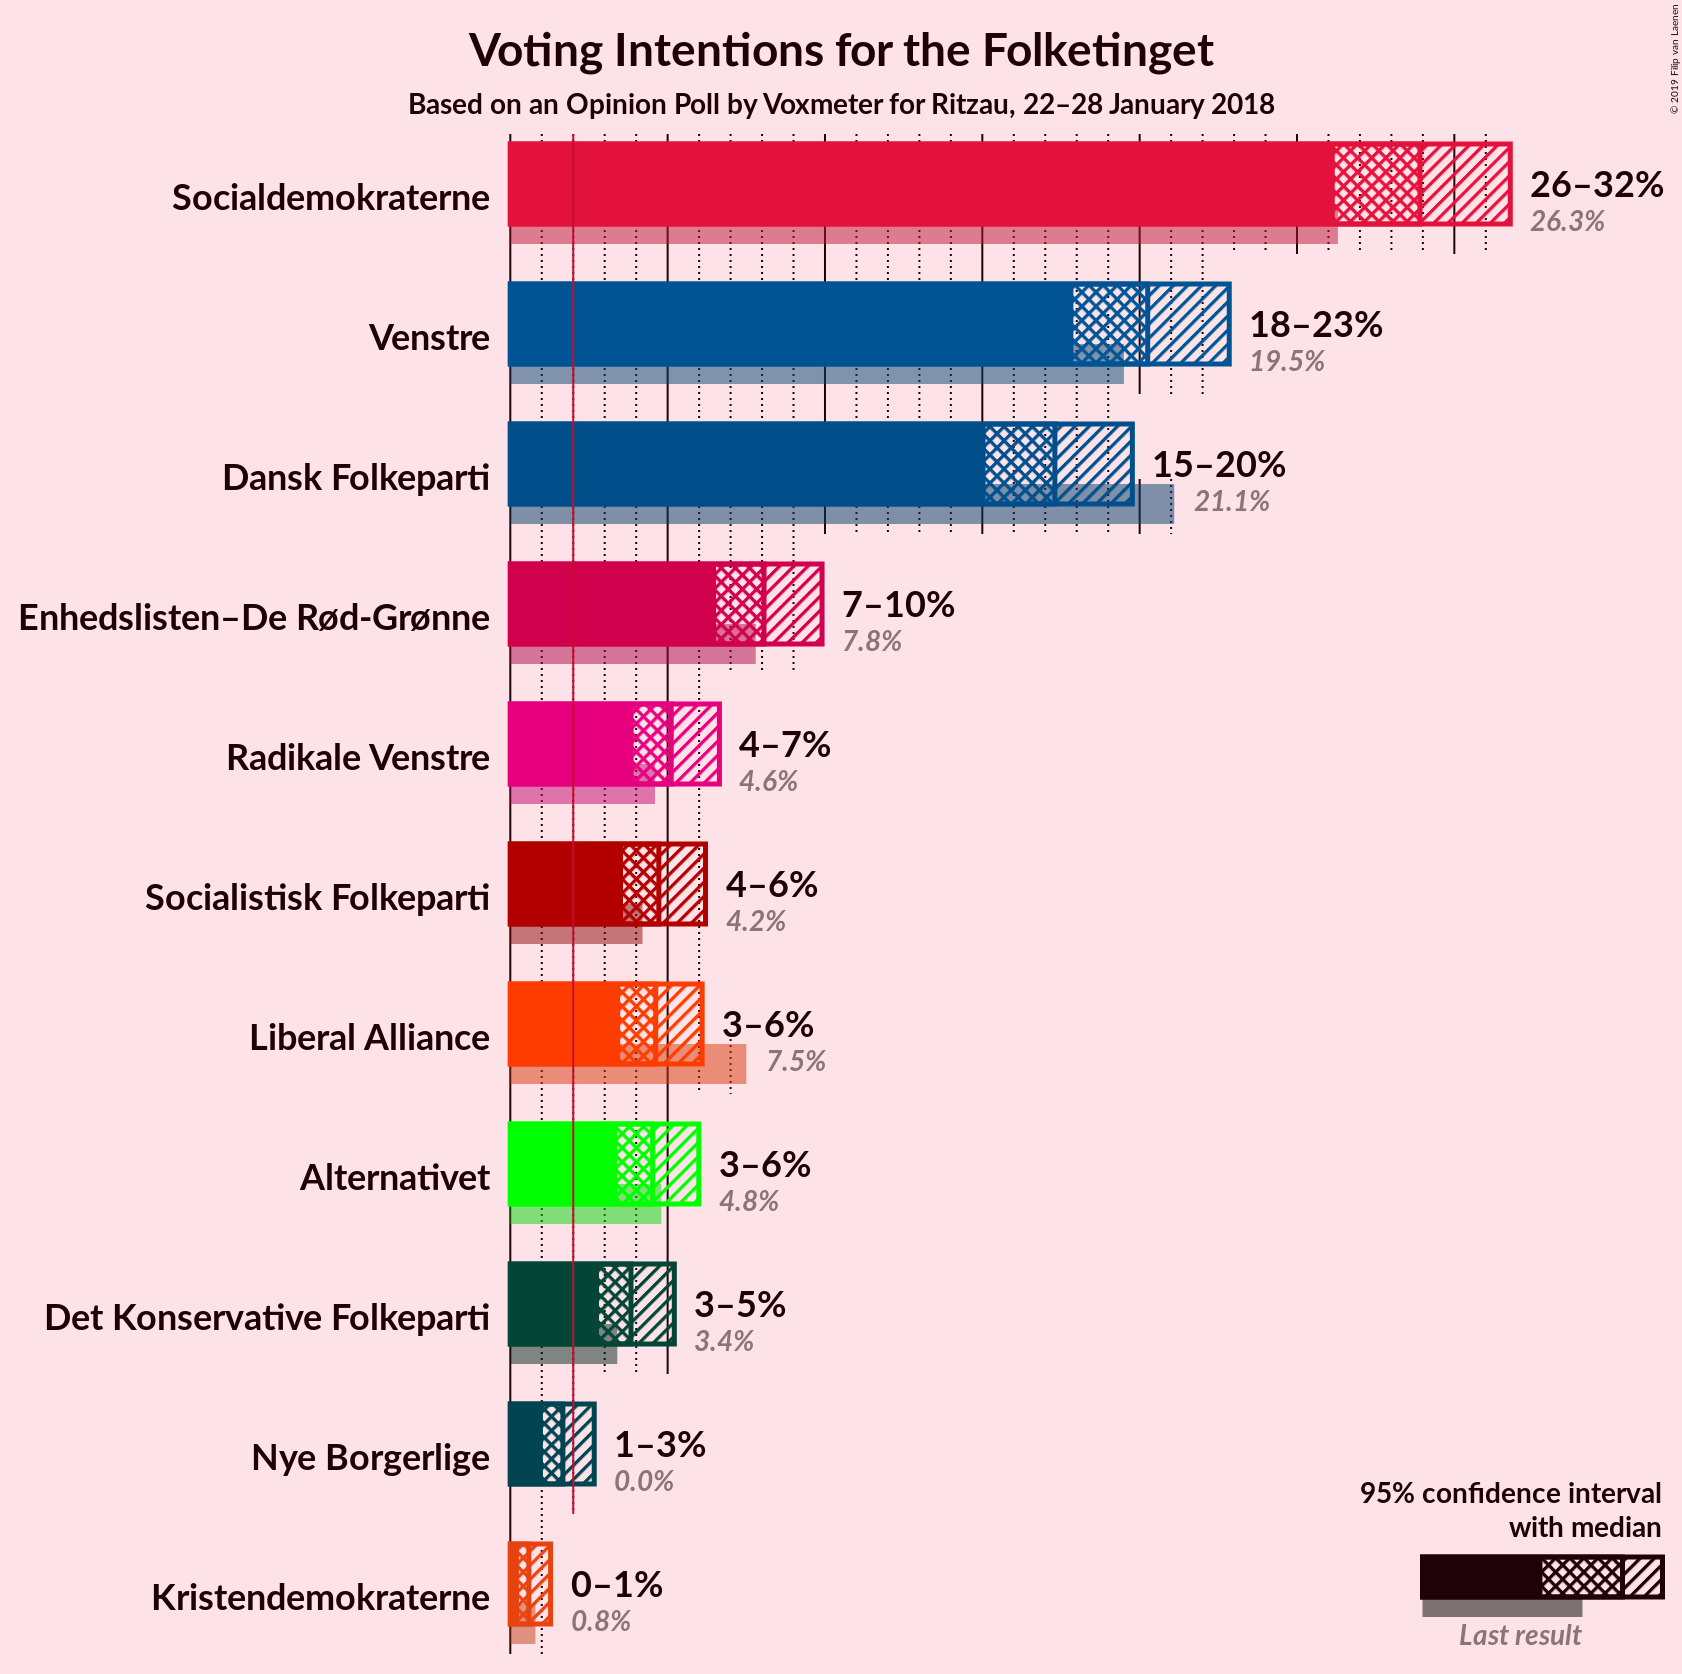 Voting Intentions for the Folketinget
Based on an Opinion Poll by Voxmeter for Ritzau, 22–28 January 2018
© 2019 Filip van Laenen
Socialdemokraterne
26–32%
26.3%
Venstre
18–23%
19.5%
Dansk Folkeparti
15–20%
21.1%
Enhedslisten–De Rød-Grønne
7–10%
7.8%
Radikale Venstre
4–7%
4.6%
Socialistisk Folkeparti
4–6%
4.2%
Liberal Alliance
3–6%
7.5%
Alternativet
3–6%
4.8%
Det Konservative Folkeparti
3–5%
3.4%
Nye Borgerlige
1–3%
0.0%
Kristendemokraterne
0–1%
0.8%
95% confidence interval
with median
Last result